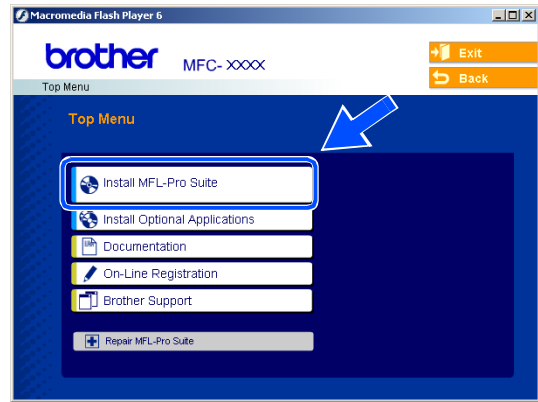 Macromedia Flash Player 6
brother MFC- XXXX
Exit
Back
Top Menu
Top Menu
Install MFL-Pro Suite
Install Optional Applications
Documentation
On-Line Registration
Brother Support
Repair MFL-Pro Suite